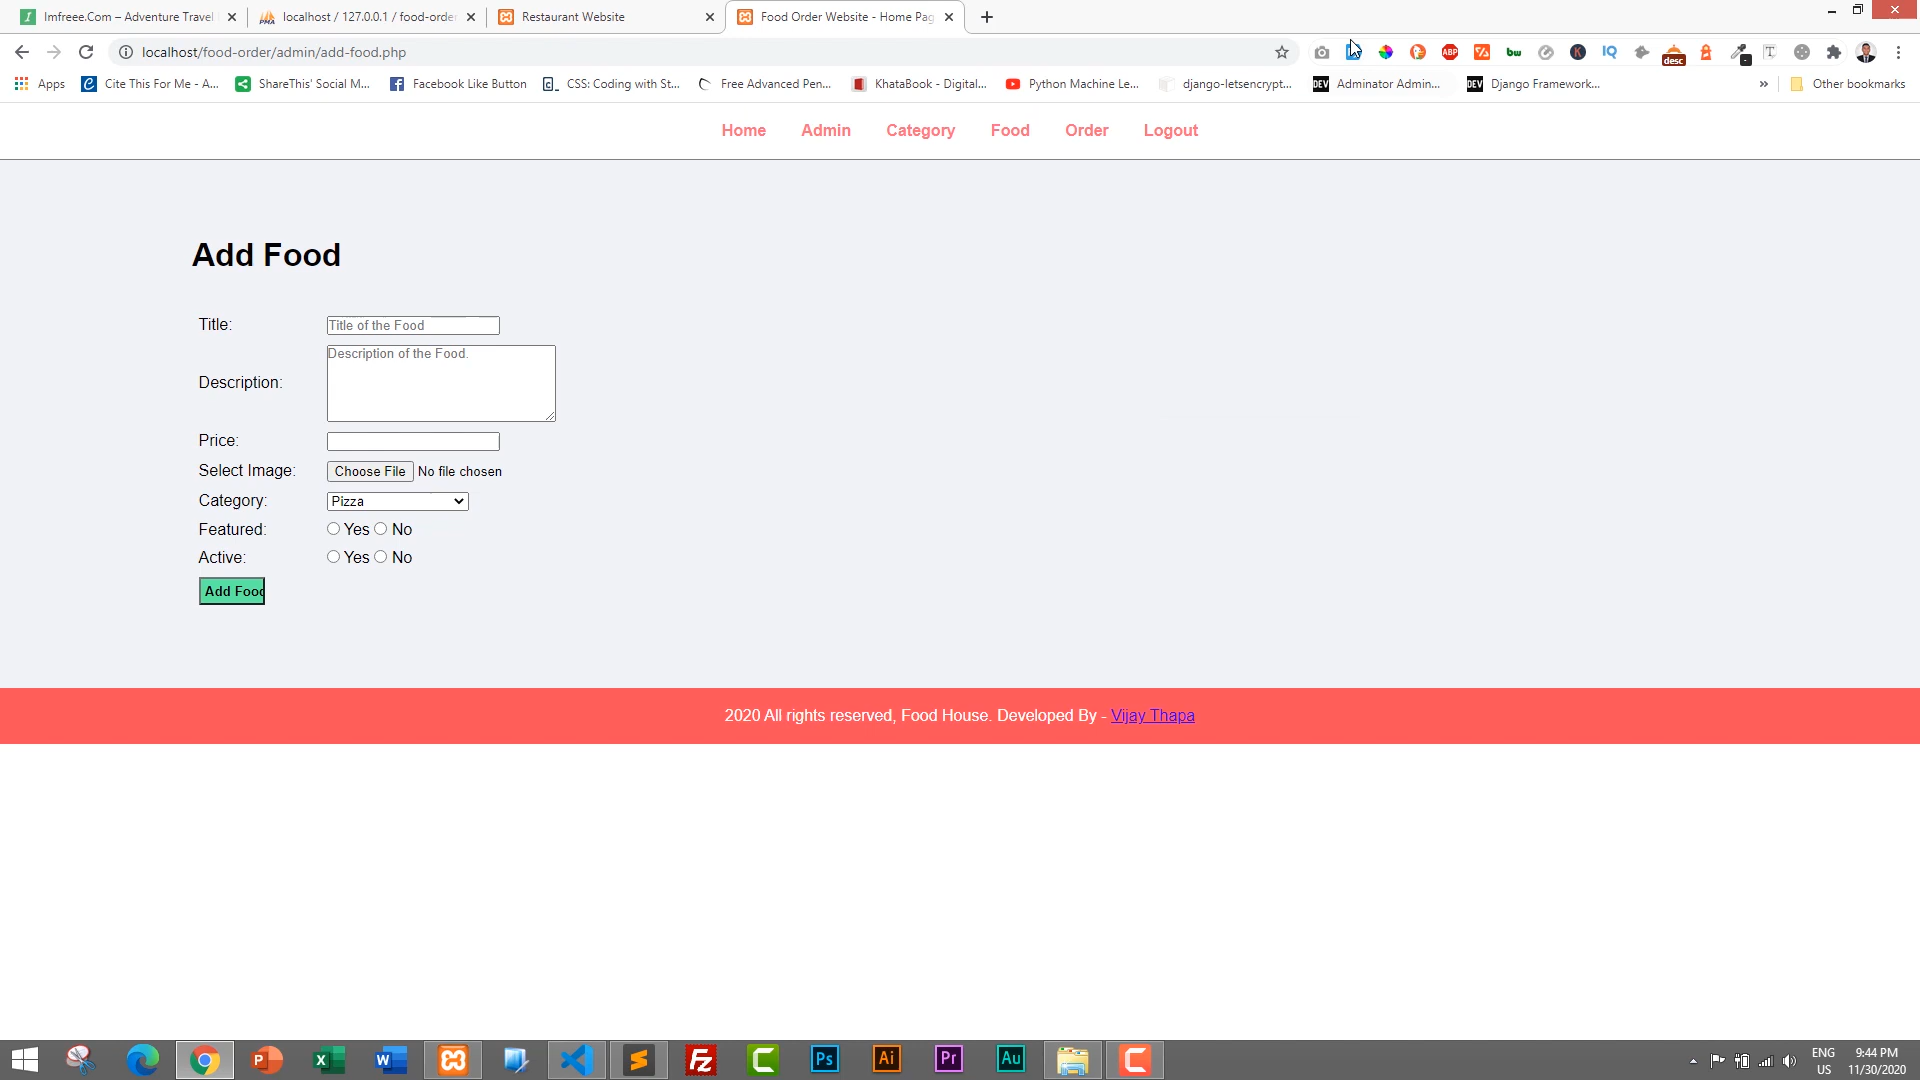 Imfreee.Com – Adventure Travel
localhost / 127.0.0.1 / food-order
Restaurant Website
Food Order Website - Home Pag
localhost/food-order/admin/add-food.php
Apps
Cite This For Me - A...
ShareThis' Social M...
Facebook Like Button
CSS: Coding with St...
Free Advanced Pen...
KhataBook - Digital...
Python Machine Le...
django-letsencrypt...
Adminator Admin...
Django Framework...
Other bookmarks
Home Admin Category Food Order Logout
Add Food
Title: Title of the Food
Description: Description of the Food.
Price:
Select Image: Choose File No file chosen
Category: Pizza
Featured: Yes No
Active: Yes No
Add Food
2020 All rights reserved, Food House. Developed By - Vijay Thapa
ENG 9:44 PM
US 11/30/2020